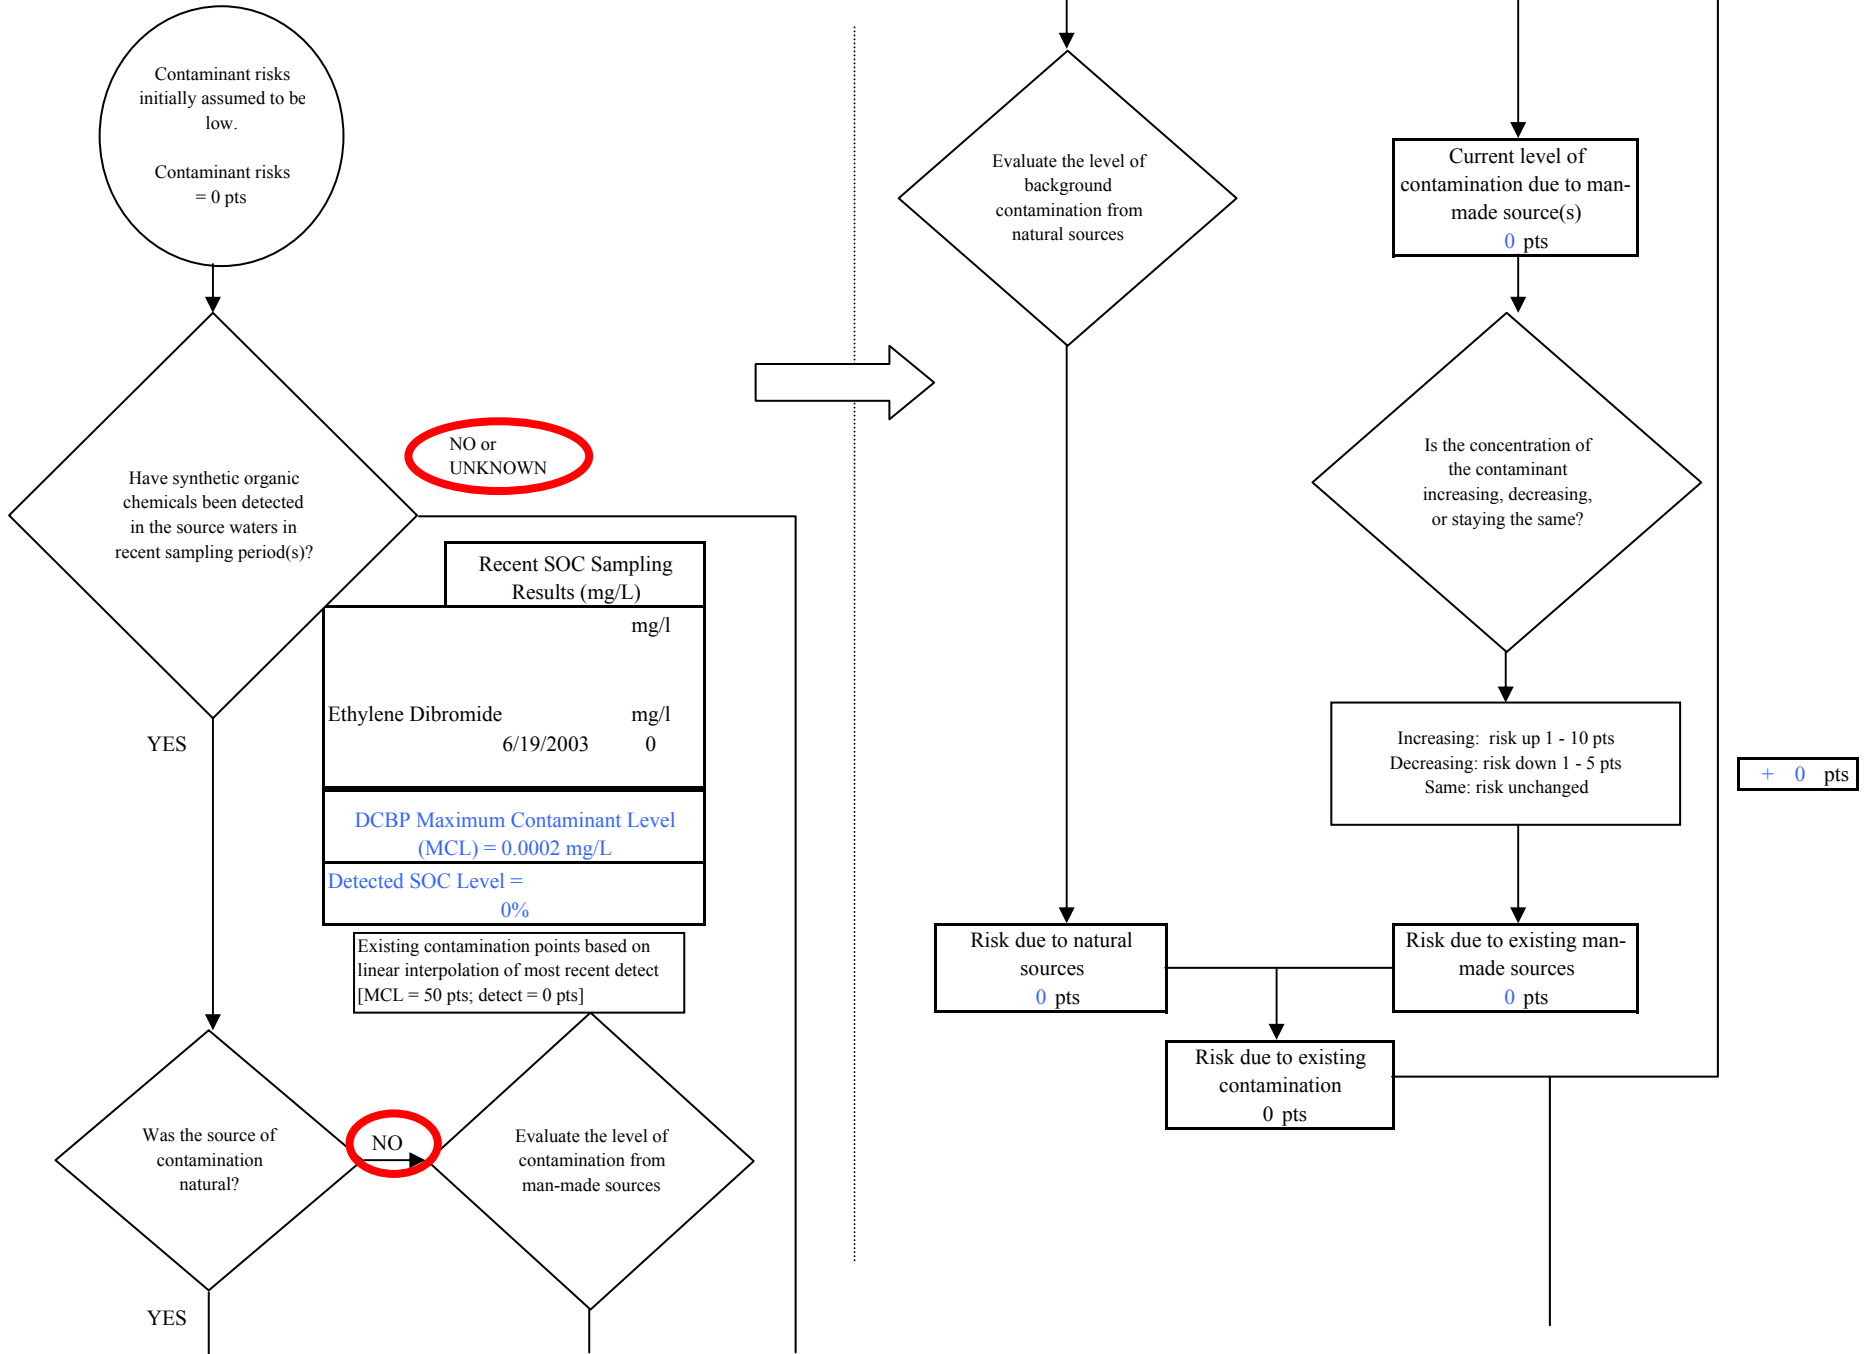 Contaminant risks
initially assumed to be
low.
Contaminant risks
= 0 pts
Have synthetic organic
chemicals been detected
in the source waters in
recent sampling period(s)?
NO or
UNKNOWN
YES
Recent SOC Sampling
Results (mg/L)
mg/l
Ethylene Dibromide mg/l
6/19/2003 0
DCBP Maximum Contaminant Level
(MCL) = 0.0002 mg/L
Detected SOC Level =
0%
Existing contamination points based on
linear interpolation of most recent detect
[MCL = 50 pts; detect = 0 pts]
Was the source of
contamination
natural?
NO
Evaluate the level of
contamination from
man-made sources
YES
Evaluate the level of
background
contamination from
natural sources
Current level of
contamination due to man-
made source(s)
0 pts
Is the concentration of
the contaminant
increasing, decreasing,
or staying the same?
Increasing: risk up 1 - 10 pts
Decreasing: risk down 1 - 5 pts
Same: risk unchanged
+ 0 pts
Risk due to natural
sources
0 pts
Risk due to existing man-
made sources
0 pts
Risk due to existing
contamination
0 pts